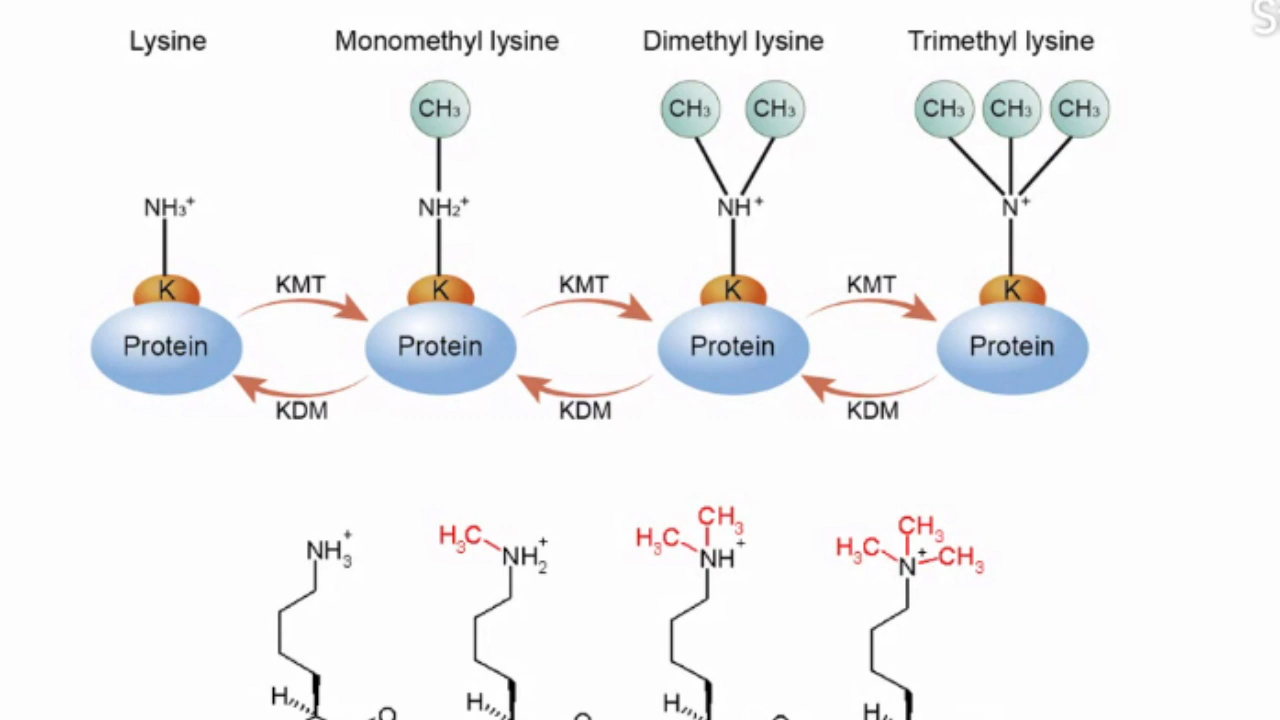 Lysine Monomethyl lysine Dimethyl lysine Trimethyl lysine
CH₃ CH₃ CH₃ CH₃ CH₃ CH₃
NH₃⁺ NH₂⁺ NH⁺ N⁺
KMT KMT KMT
K K K K
Protein Protein Protein Protein
KDM KDM KDM
CH₃ CH₃
H₃C H₃C H₃C CH₃
NH₃⁺ NH₂⁺ NH⁺ N⁺
H H H H
O O O